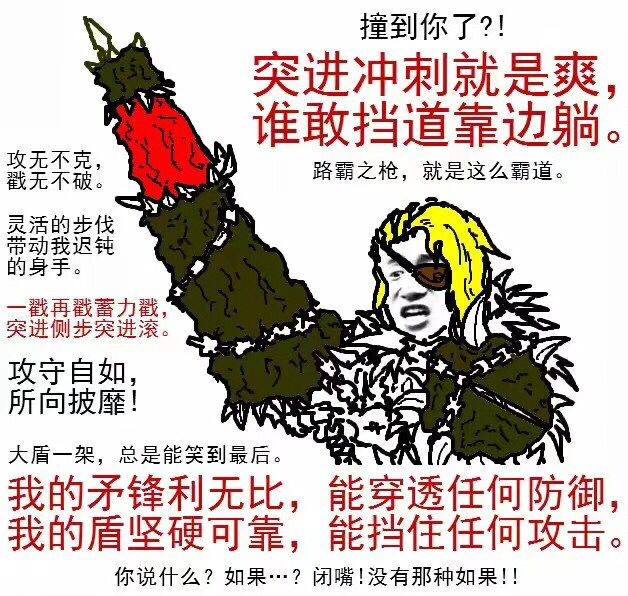 撞到你了?!
突进冲刺就是爽，
谁敢挡道靠边躺。
路霸之枪，就是这么霸道。
攻无不克，
戳无不破。
灵活的步伐
带动我迟钝
的身手。
一戳再戳蓄力戳，
突进侧步突进滚。
攻守自如，
所向披靡！
大盾一架，总是能笑到最后。
我的矛锋利无比，能穿透任何防御，
我的盾坚硬可靠，能挡住任何攻击。
你说什么？如果…？闭嘴!没有那种如果!!